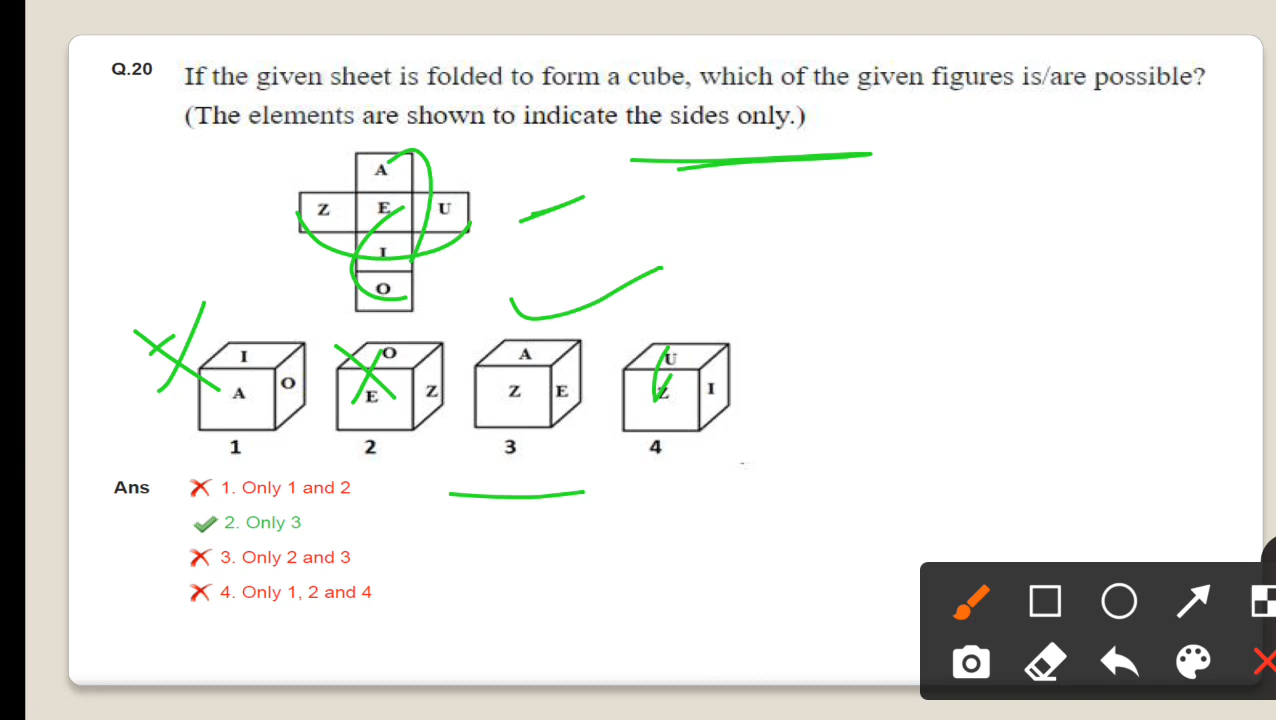 Q.20 If the given sheet is folded to form a cube, which of the given figures is/are possible?
(The elements are shown to indicate the sides only.)
A
Z E U
I
O
I A O
O E Z
A Z E
U Z I
1 2 3 4
Ans 1. Only 1 and 2
2. Only 3
3. Only 2 and 3
4. Only 1, 2 and 4